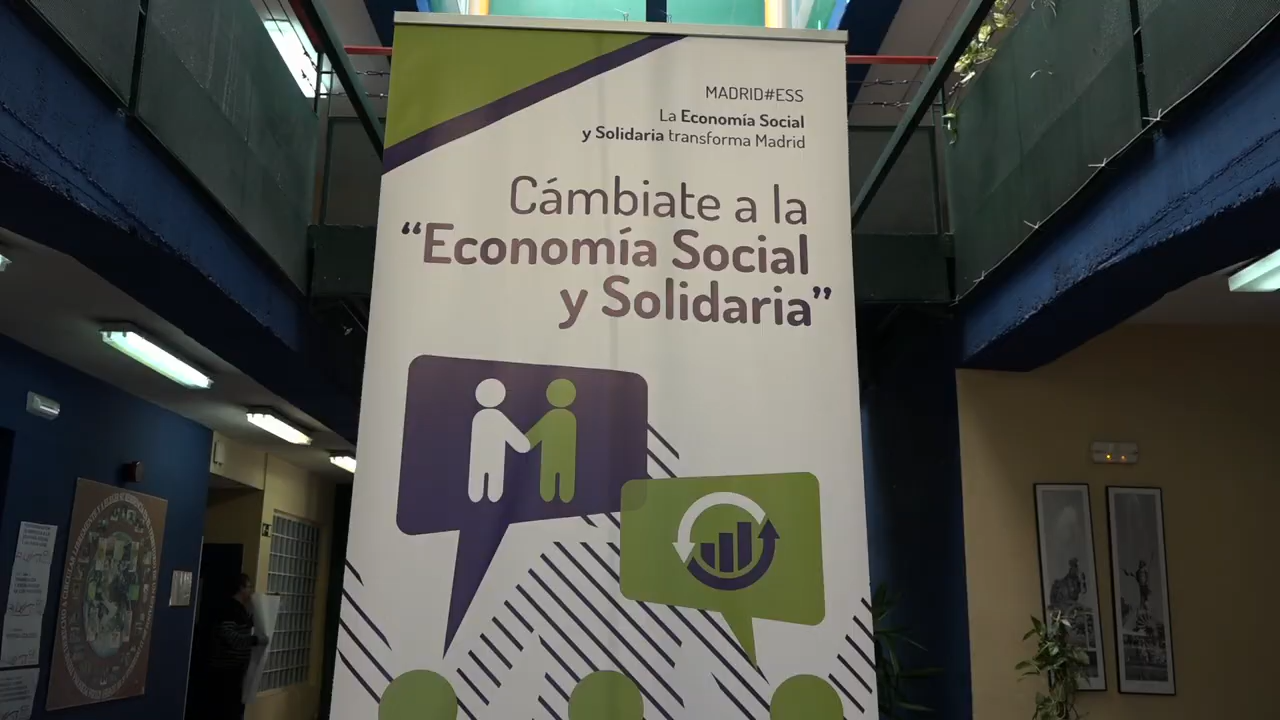 MADRID#ESS
La Economía Social
y Solidaria transforma Madrid
Cámbiate a la
“Economía Social
y Solidaria”